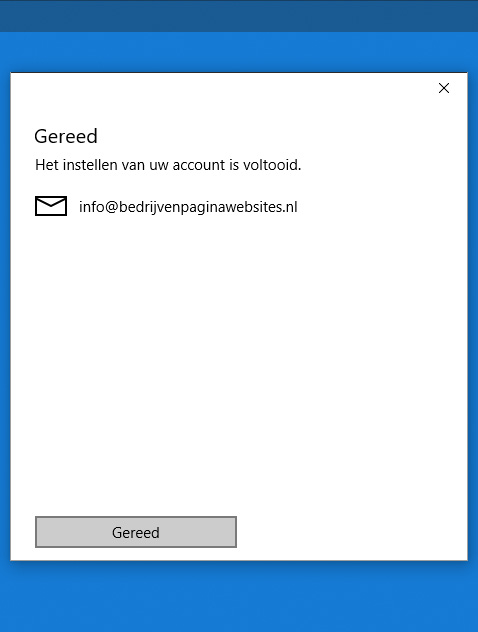 Gereed
Het instellen van uw account is voltooid.
info@bedrijvenpaginawebsites.nl
Gereed